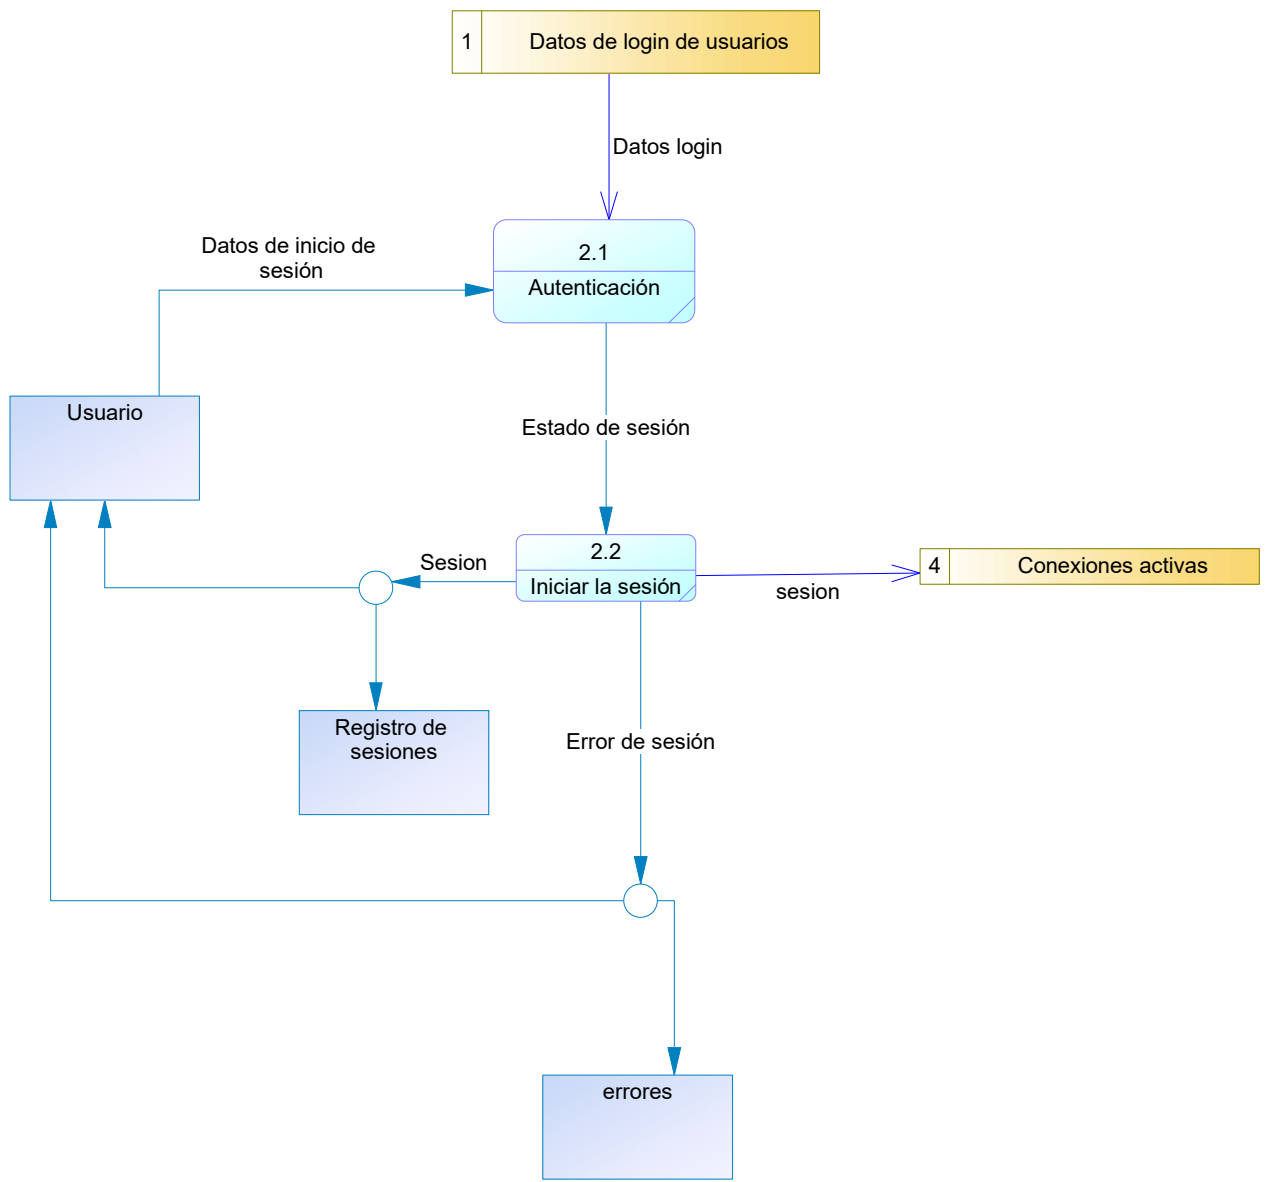 1
Datos de login de usuarios
Datos login
2.1
Autenticación
Datos de inicio de
sesión
Usuario
Estado de sesión
2.2
Iniciar la sesión
Sesion
sesion
4
Conexiones activas
Registro de
sesiones
Error de sesión
errores